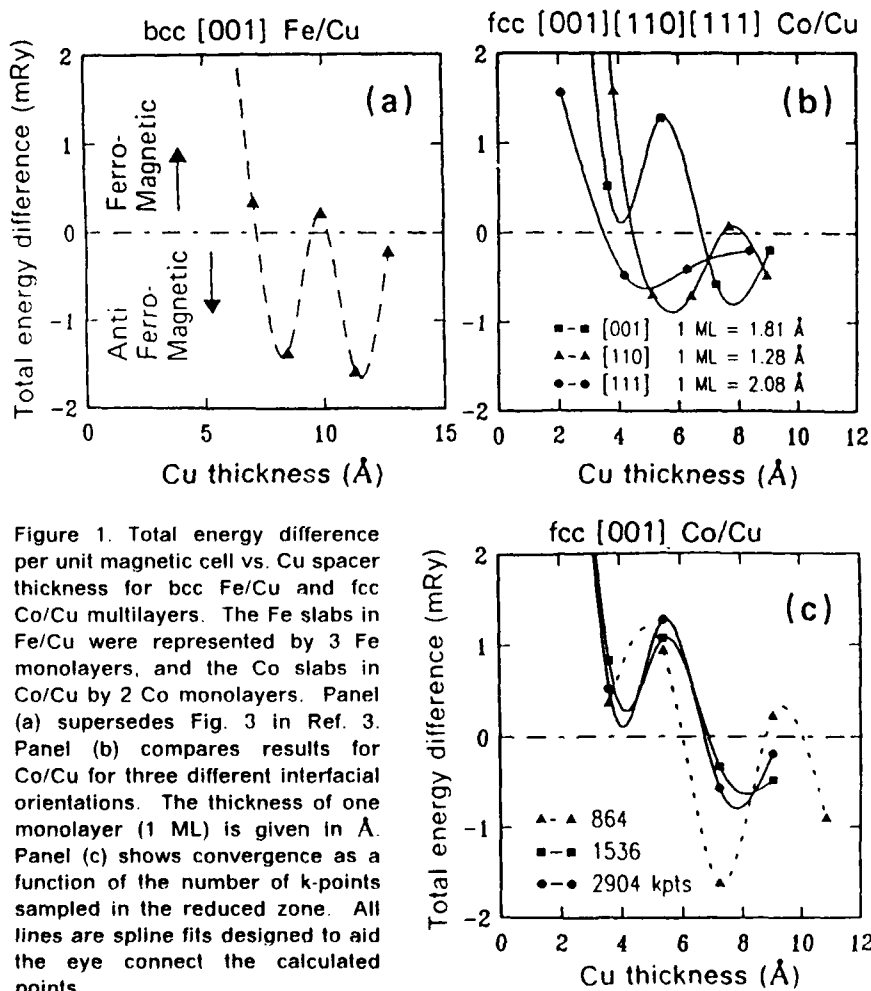 bcc [001] Fe/Cu
Total energy difference (mRy)
2
1
0
-1
-2
(a)
Ferro-
Magnetic
Anti
Ferro-
Magnetic
0 5 10 15
Cu thickness (Å)
fcc [001][110][111] Co/Cu
2
1
0
-1
-2
(b)
[001] 1 ML = 1.81 Å
[110] 1 ML = 1.28 Å
[111] 1 ML = 2.08 Å
0 2 4 6 8 10 12
Cu thickness (Å)
Figure 1. Total energy difference
per unit magnetic cell vs. Cu spacer
thickness for bcc Fe/Cu and fcc
Co/Cu multilayers. The Fe slabs in
Fe/Cu were represented by 3 Fe
monolayers, and the Co slabs in
Co/Cu by 2 Co monolayers. Panel
(a) supersedes Fig. 3 in Ref. 3.
Panel (b) compares results for
Co/Cu for three different interfacial
orientations. The thickness of one
monolayer (1 ML) is given in Å.
Panel (c) shows convergence as a
function of the number of k-points
sampled in the reduced zone. All
lines are spline fits designed to aid
the eye connect the calculated
points.
fcc [001] Co/Cu
Total energy difference (mRy)
2
1
0
-1
-2
(c)
864
1536
2904 kpts
0 2 4 6 8 10 12
Cu thickness (Å)